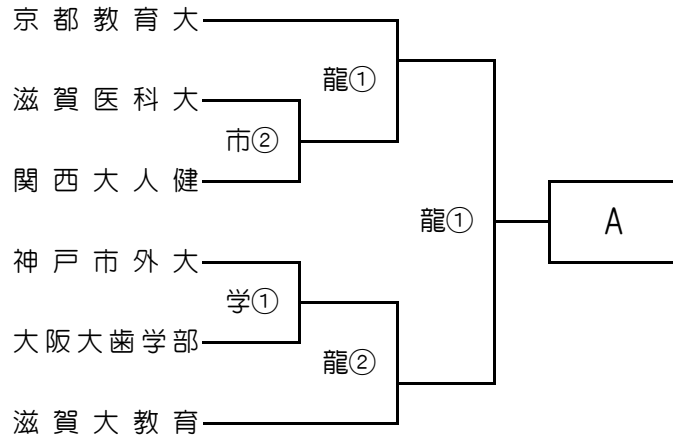 京都教育大
龍①
滋賀医科大
市②
関西大人健
龍①
A
神戸市外大
学①
大阪大歯学部
龍②
滋賀大教育